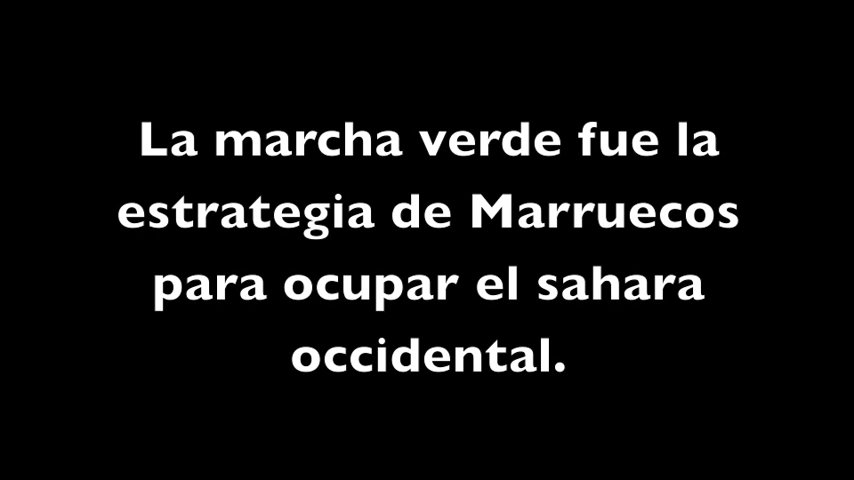 La marcha verde fue la
estrategia de Marruecos
para ocupar el sahara
occidental.